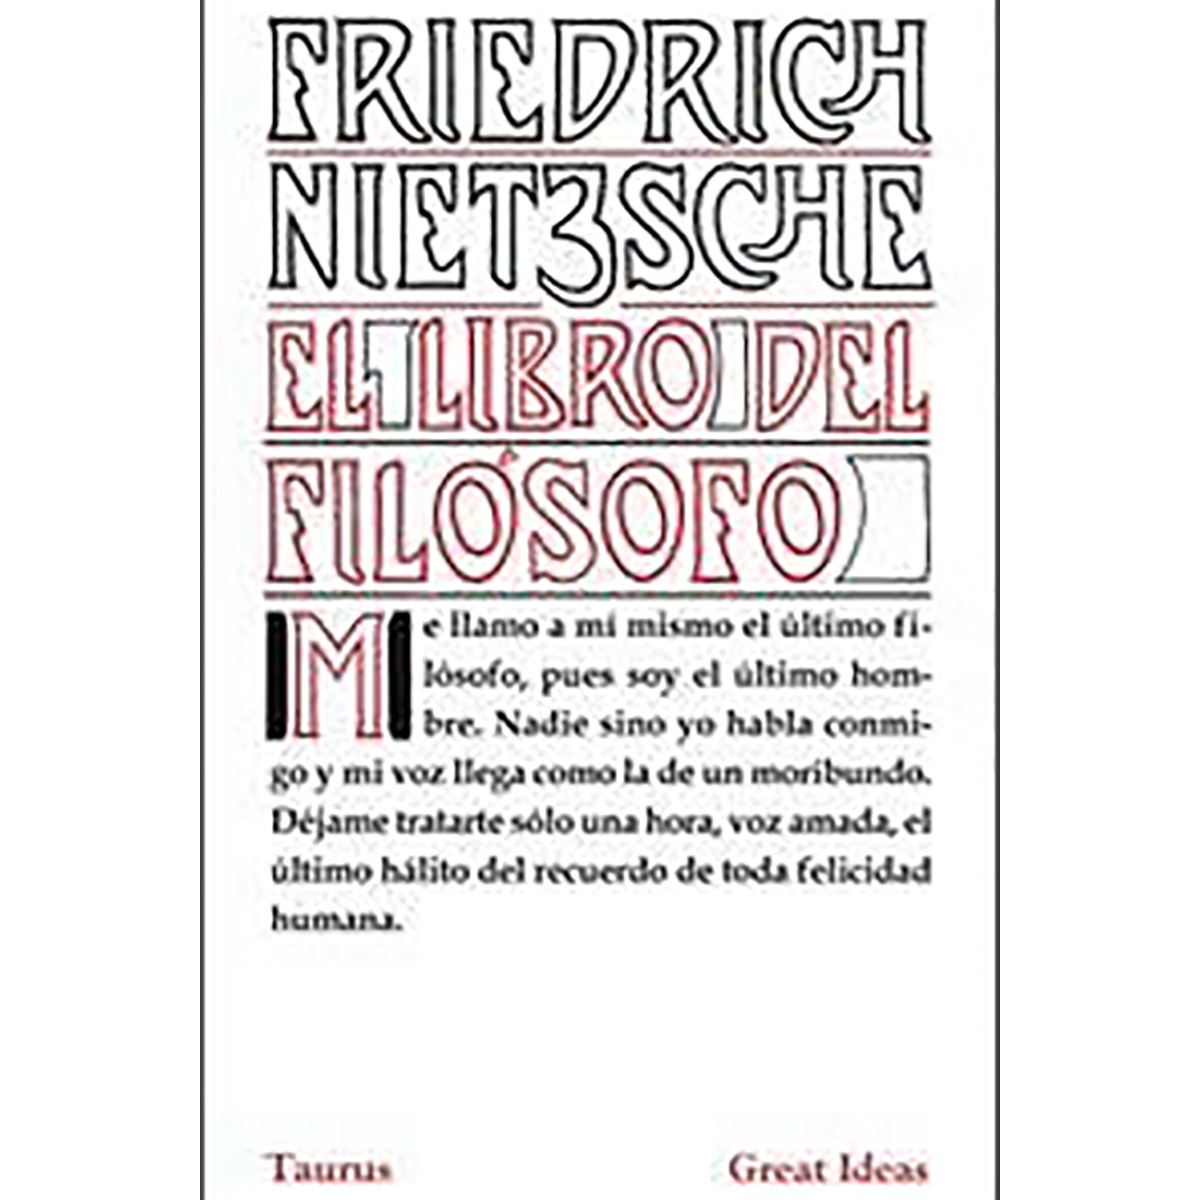 FRIEDRICH
NIETZSCHE
EL LIBRO DEL
FILÓSOFO
Me llamo a mí mismo el último fi-
lósofo, pues soy el último hom-
bre. Nadie sino yo habla conmi-
go y mi voz llega como la de un moribundo.
Déjame tratarte sólo una hora, voz amada, el
último hálito del recuerdo de toda felicidad
humana.
Taurus
Great Ideas